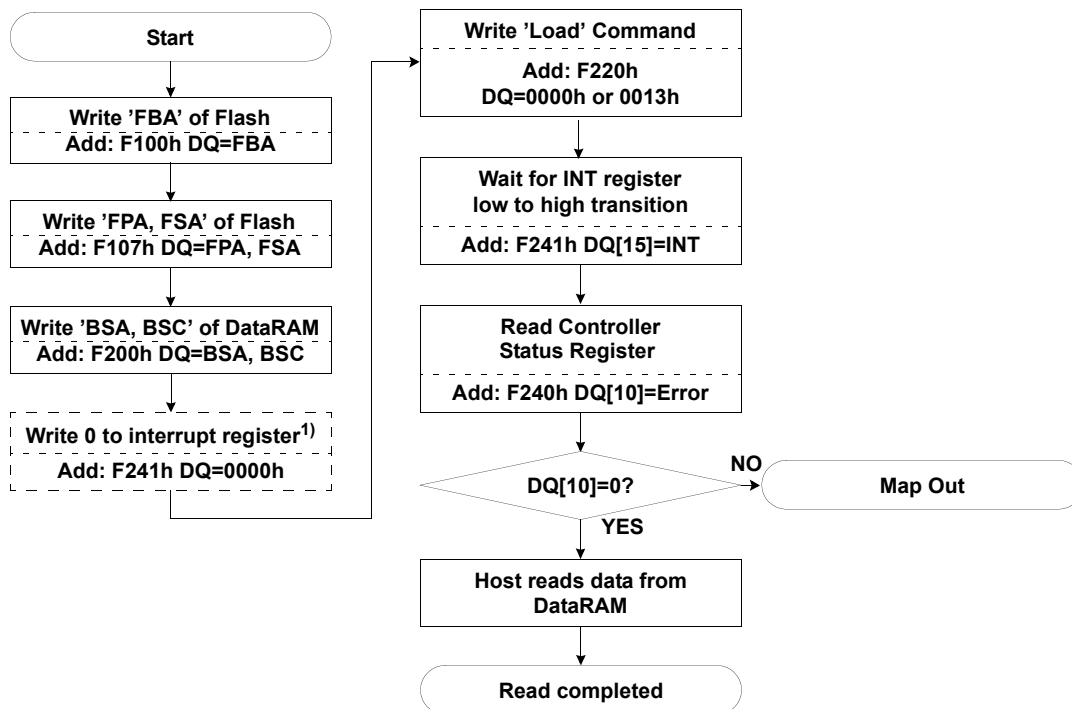 Start
Write ’FBA’ of Flash
Add: F100h DQ=FBA
Write ’FPA, FSA’ of Flash
Add: F107h DQ=FPA, FSA
Write ’BSA, BSC’ of DataRAM
Add: F200h DQ=BSA, BSC
Write 0 to interrupt register1)
Add: F241h DQ=0000h
Write ’Load’ Command
Add: F220h
DQ=0000h or 0013h
Wait for INT register
low to high transition
Add: F241h DQ[15]=INT
Read Controller
Status Register
Add: F240h DQ[10]=Error
DQ[10]=0?
NO
Map Out
YES
Host reads data from
DataRAM
Read completed